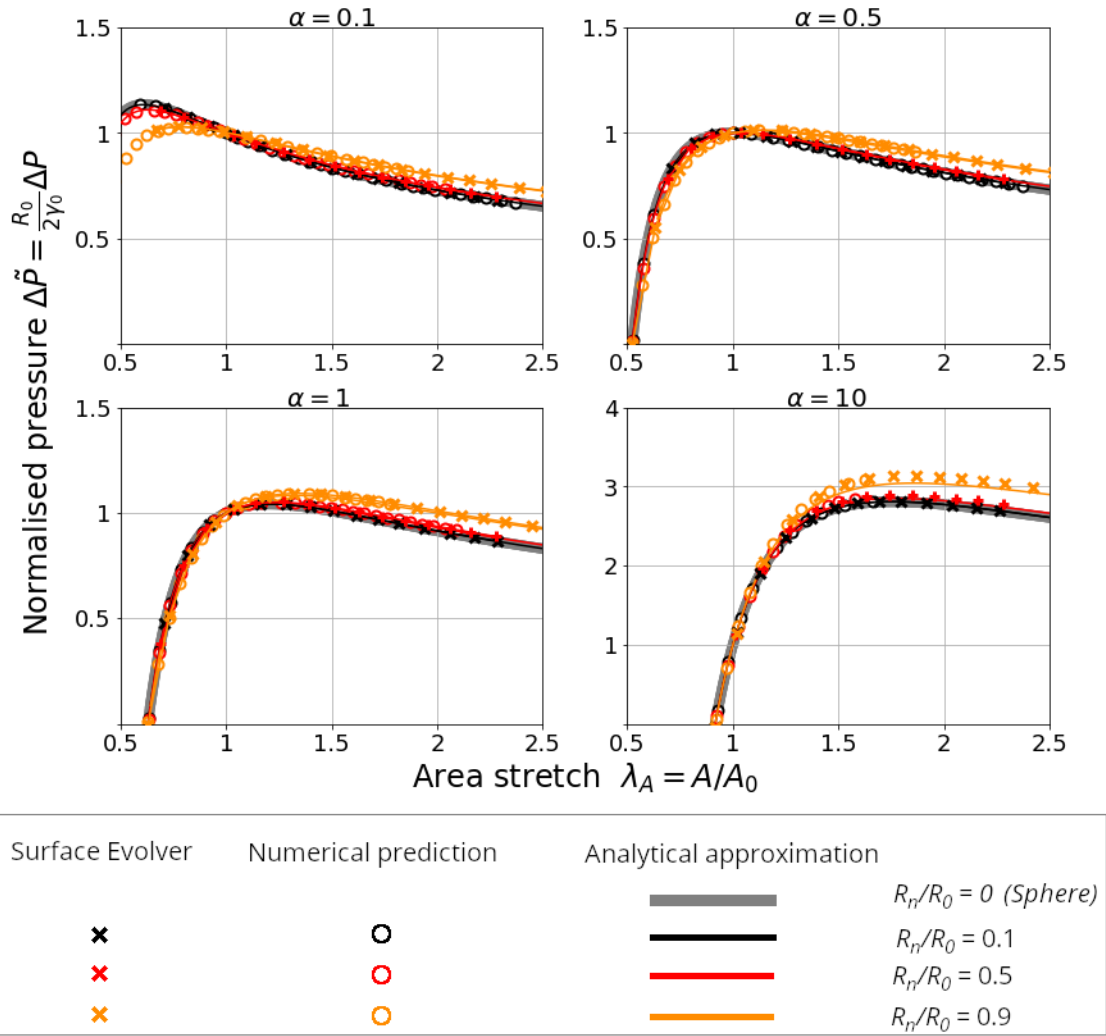 α = 0.1
α = 0.5
1.5
1
0.5
0.5 1 1.5 2 2.5
1.5
1
0.5
0.5 1 1.5 2 2.5
α = 1
α = 10
1.5
1
0.5
0.5 1 1.5 2 2.5
4
3
2
1
0.5 1 1.5 2 2.5
Normalised pressure ΔP̃ = R₀/2γ₀ ΔP
Area stretch λ_A = A/A₀
Surface Evolver Numerical prediction Analytical approximation
Rₙ/R₀ = 0 (Sphere)
Rₙ/R₀ = 0.1
Rₙ/R₀ = 0.5
Rₙ/R₀ = 0.9